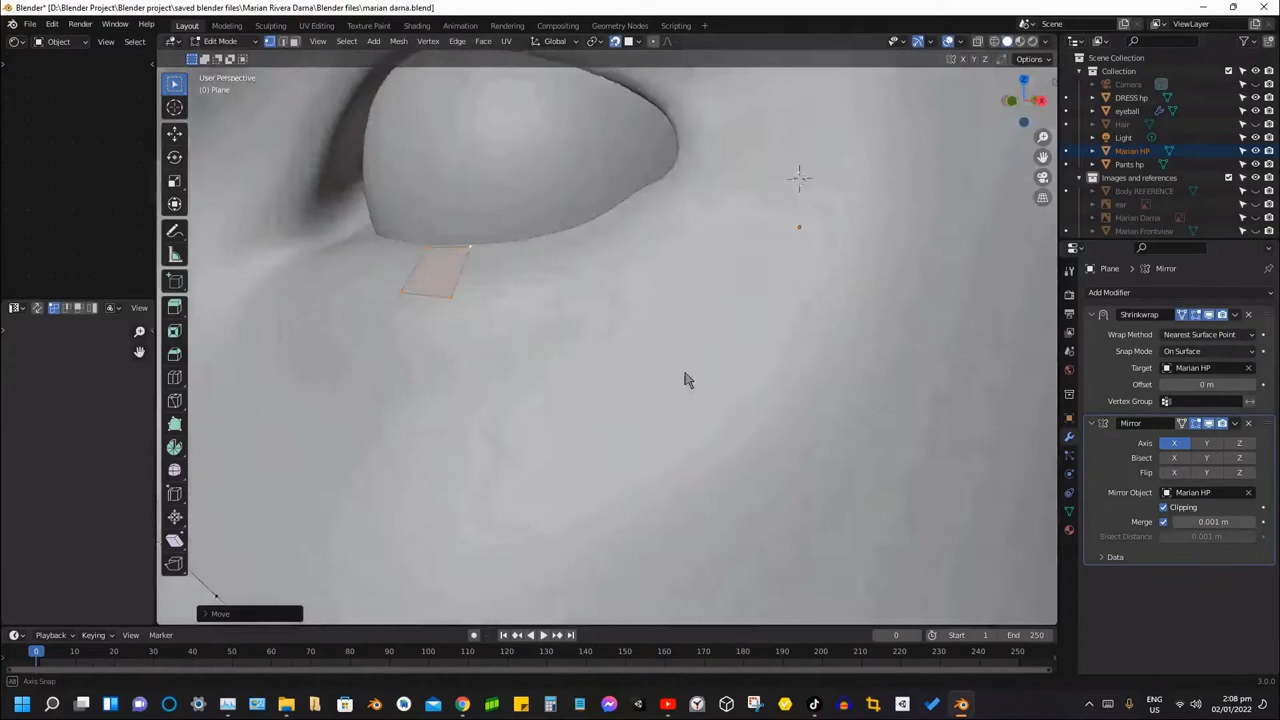 Blender* [D:\Blender Project\Blender project\saved blender files\Marian Rivera Darna\Blender files\marian darna.blend]
File Edit Render Window Help Layout Modeling Sculpting UV Editing Texture Paint Shading Animation Rendering Compositing Geometry Nodes Scripting Scene ViewLayer
Object View Select Edit Mode View Select Add Mesh Vertex Edge Face UV Global
X Y Z Options
User Perspective
(0) Plane
Scene Collection
Collection
Camera
DRESS hp
eyeball
Hair
Light
Marian HP
Pants hp
Images and references
Body REFERENCE
ear
Marian Darna
Marian Frontview
Plane Mirror
Add Modifier
Shrinkwrap
Wrap Method Nearest Surface Point
Snap Mode On Surface
Target Marian HP
Offset 0 m
Vertex Group
Mirror
Axis X Y Z
Bisect X Y Z
Flip X Y Z
Mirror Object Marian HP
Clipping
Merge 0.001 m
Bisect Distance 0.001 m
Data
View
Move
Playback Keying View Marker 0 Start 1 End 250
0 10 20 30 40 50 60 70 80 90 100 110 120 130 140 150 160 170 180 190 200 210 220 230 240 250
Alt Axis Snap 3.0.0
ENG
US
2:08 pm
02/01/2022